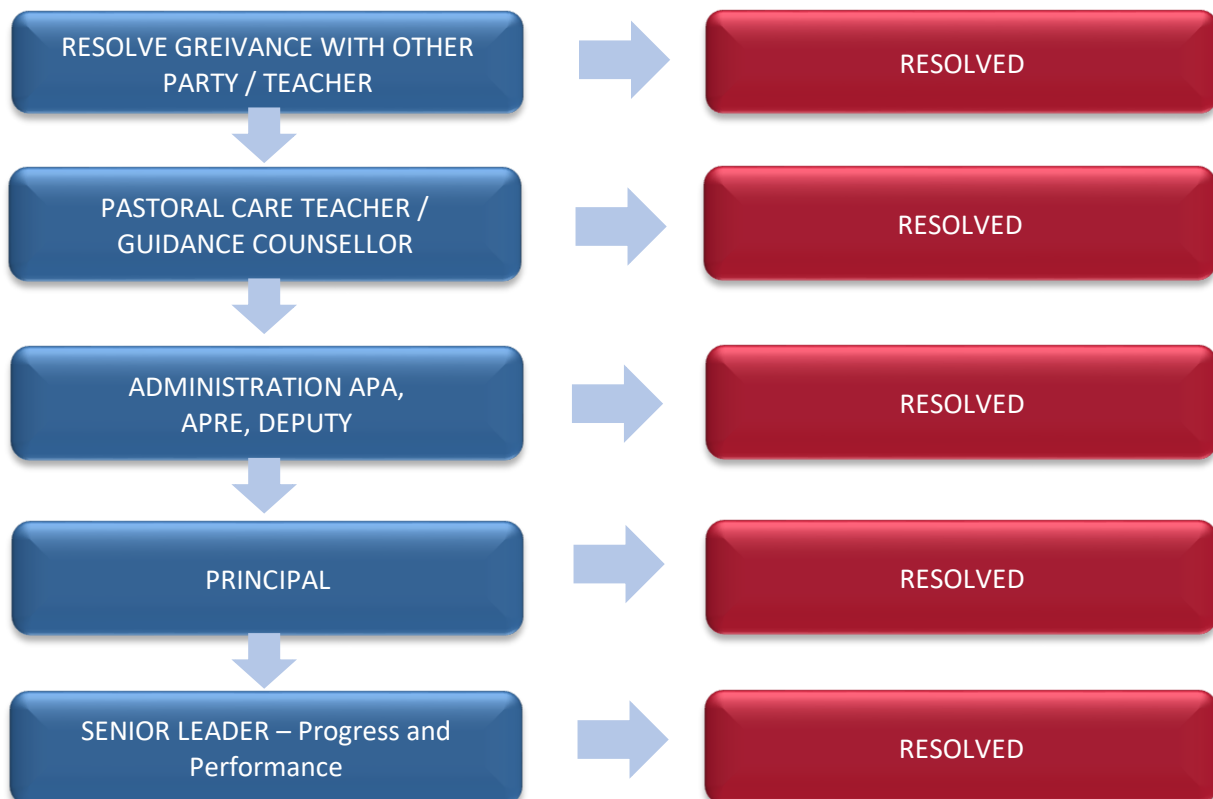 RESOLVE GREIVANCE WITH OTHER
PARTY / TEACHER
RESOLVED
PASTORAL CARE TEACHER /
GUIDANCE COUNSELLOR
RESOLVED
ADMINISTRATION APA,
APRE, DEPUTY
RESOLVED
PRINCIPAL
RESOLVED
SENIOR LEADER – Progress and
Performance
RESOLVED